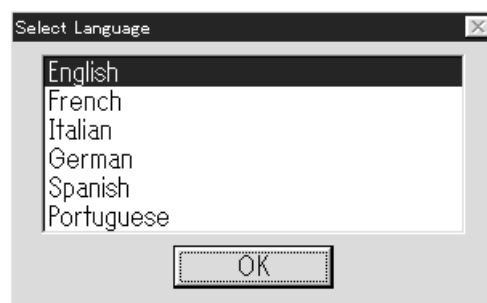 Select Language
English
French
Italian
German
Spanish
Portuguese
OK